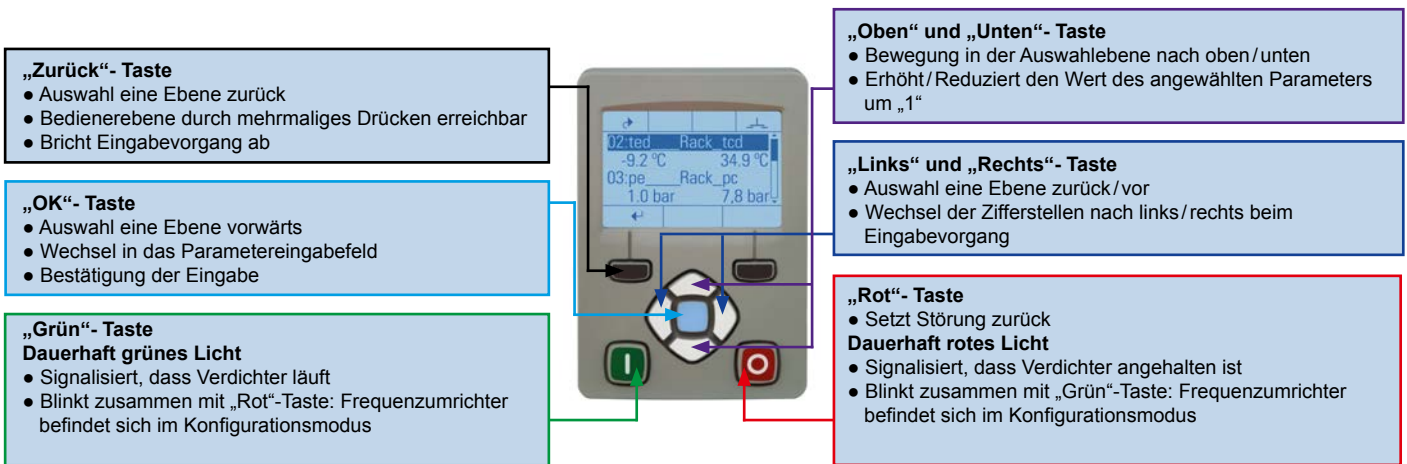 „Zurück“- Taste
● Auswahl eine Ebene zurück
● Bedienerebene durch mehrmaliges Drücken erreichbar
● Bricht Eingabevorgang ab
„OK“- Taste
● Auswahl eine Ebene vorwärts
● Wechsel in das Parametereingabefeld
● Bestätigung der Eingabe
„Grün“- Taste
Dauerhaft grünes Licht
● Signalisiert, dass Verdichter läuft
● Blinkt zusammen mit „Rot“-Taste: Frequenzumrichter
befindet sich im Konfigurationsmodus
02:ted___Rack_tcd
-9.2 °C 34.9 °C
03:pe____Rack_pc
1.0 bar 7,8 bar
„Oben“ und „Unten“- Taste
● Bewegung in der Auswahlebene nach oben/unten
● Erhöht/Reduziert den Wert des angewählten Parameters
um „1“
„Links“ und „Rechts“- Taste
● Auswahl eine Ebene zurück/vor
● Wechsel der Zifferstellen nach links/rechts beim
Eingabevorgang
„Rot“- Taste
● Setzt Störung zurück
Dauerhaft rotes Licht
● Signalisiert, dass Verdichter angehalten ist
● Blinkt zusammen mit „Grün“-Taste: Frequenzumrichter
befindet sich im Konfigurationsmodus